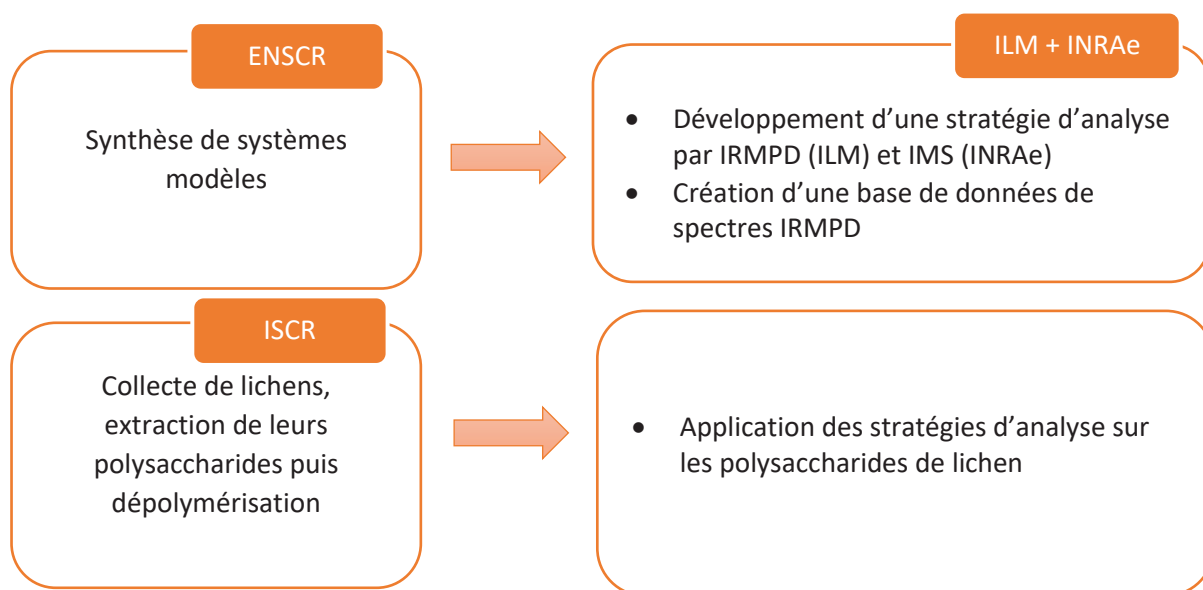 ENSCR
Synthèse de systèmes
modèles
ILM + INRAe
• Développement d’une stratégie d’analyse
par IRMPD (ILM) et IMS (INRAe)
• Création d’une base de données de
spectres IRMPD
ISCR
Collecte de lichens,
extraction de leurs
polysaccharides puis
dépolymérisation
• Application des stratégies d’analyse sur
les polysaccharides de lichen